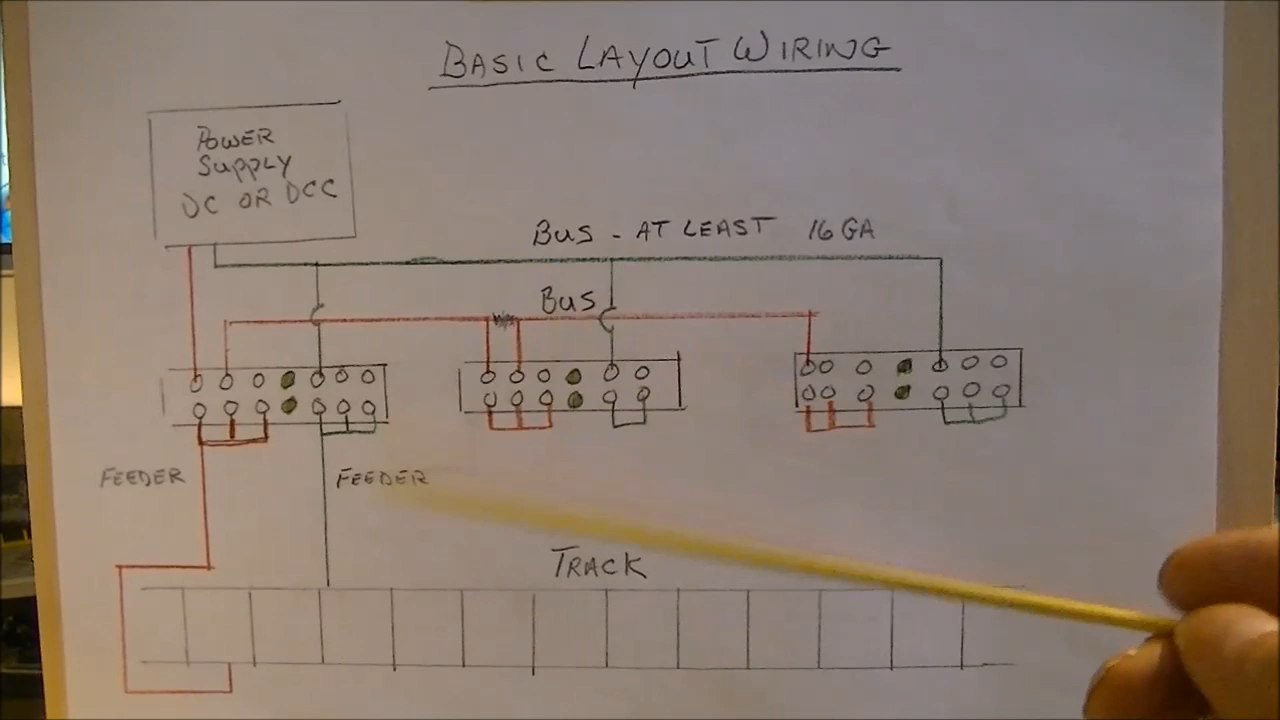 BASIC LAYOUT WIRING
POWER
SUPPLY
DC OR DCC
BUS - AT LEAST 16 GA
BUS
FEEDER
FEEDER
TRACK